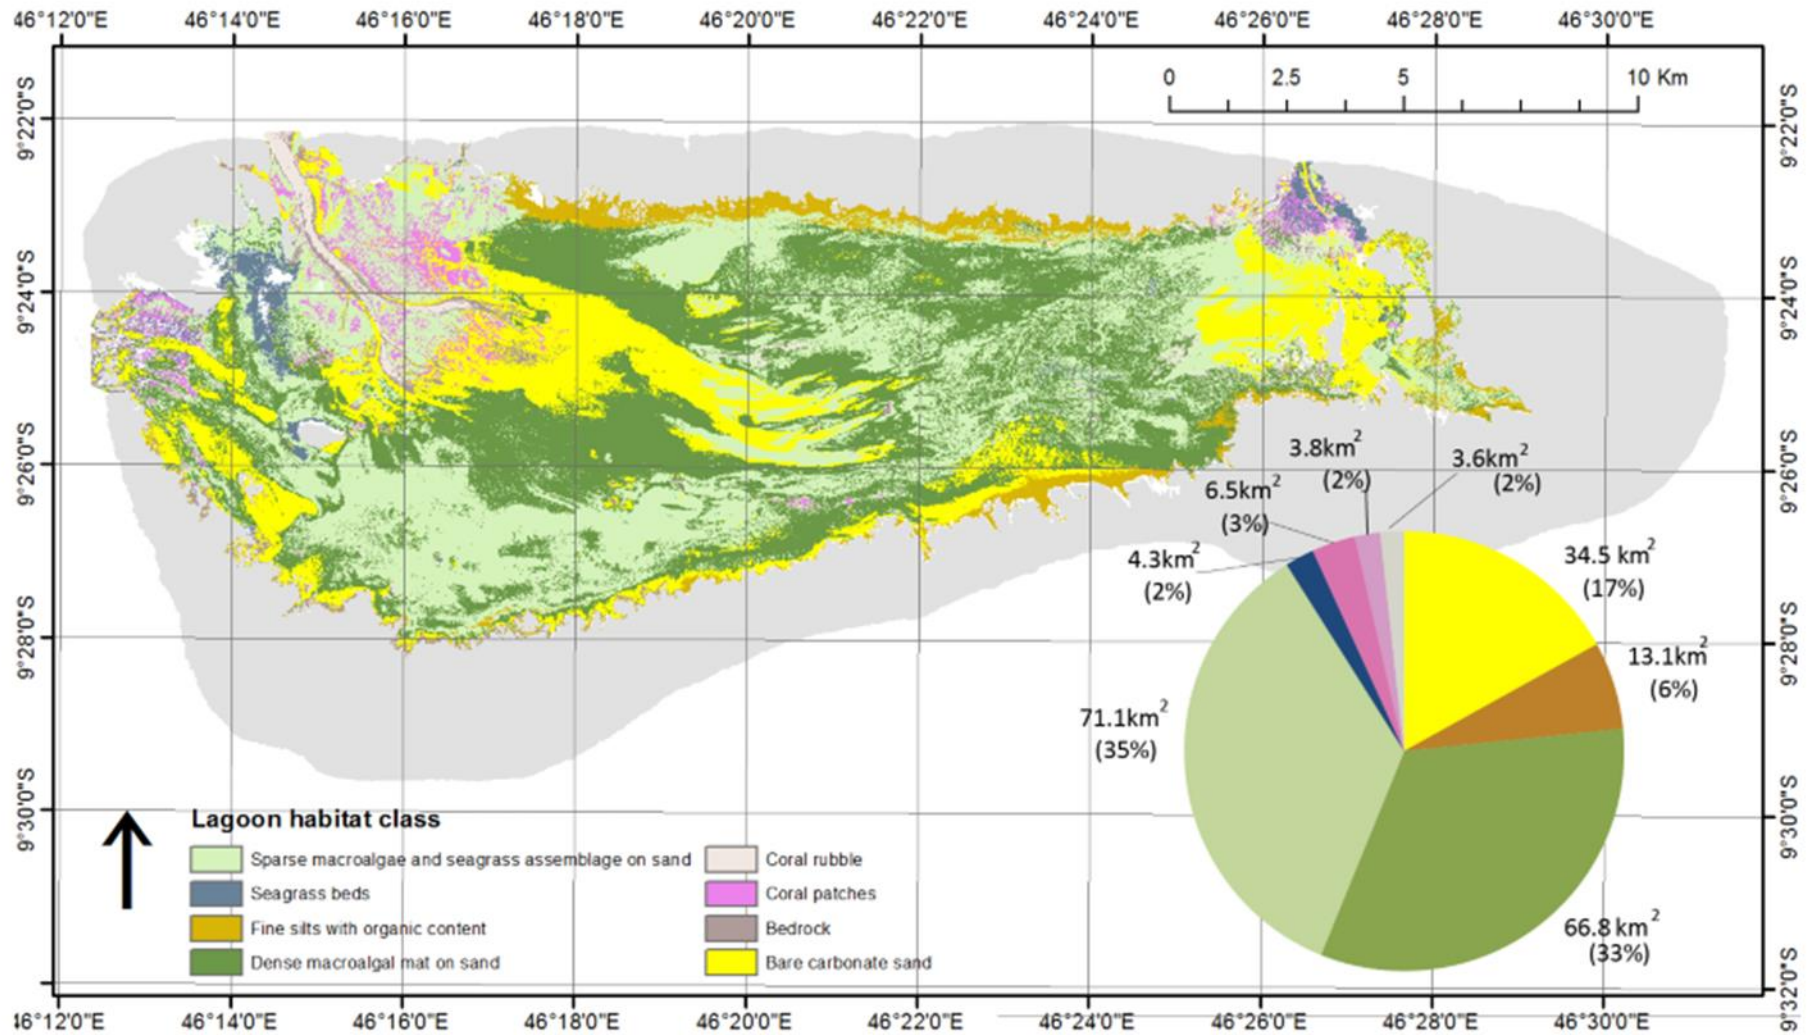 46°12'0"E 46°14'0"E 46°16'0"E 46°18'0"E 46°20'0"E 46°22'0"E 46°24'0"E 46°26'0"E 46°28'0"E 46°30'0"E
0 2.5 5 10 Km
9°22'0"S
9°22'0"S
9°24'0"S
9°24'0"S
9°26'0"S
9°26'0"S
9°28'0"S
9°28'0"S
9°30'0"S
9°30'0"S
9°32'0"S
3.8km²
(2%)
3.6km²
(2%)
6.5km²
(3%)
4.3km²
(2%)
34.5 km²
(17%)
13.1km²
(6%)
71.1km²
(35%)
66.8 km²
(33%)
Lagoon habitat class
Sparse macroalgae and seagrass assemblage on sand
Seagrass beds
Fine silts with organic content
Dense macroalgal mat on sand
Coral rubble
Coral patches
Bedrock
Bare carbonate sand
46°12'0"E 46°14'0"E 46°16'0"E 46°18'0"E 46°20'0"E 46°22'0"E 46°24'0"E 46°26'0"E 46°28'0"E 46°30'0"E